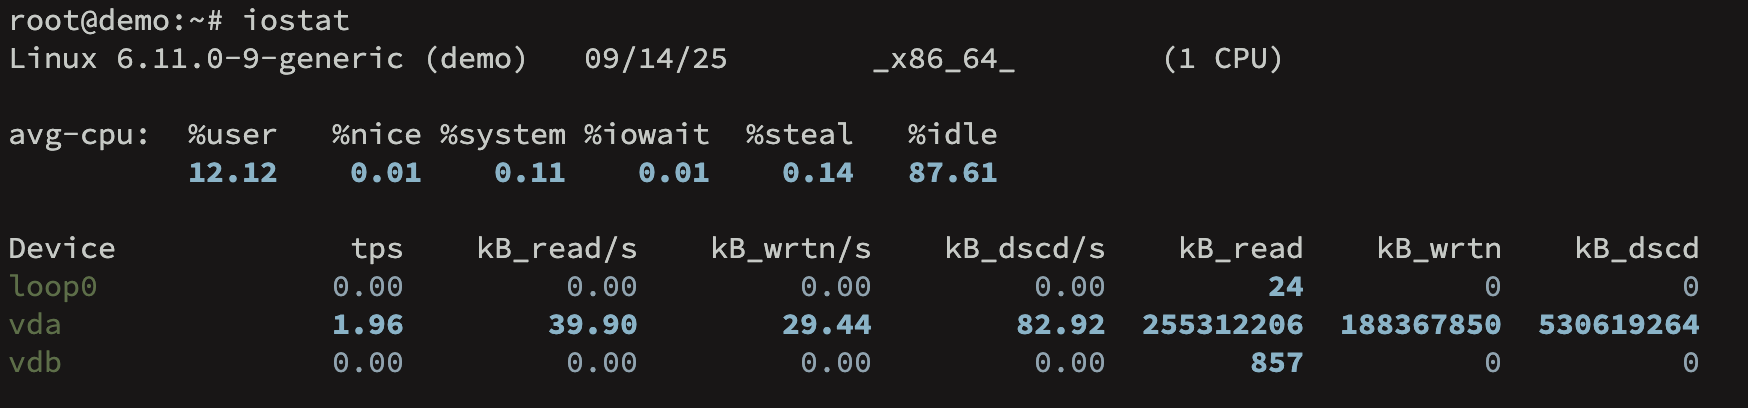 root@demo:~# iostat
Linux 6.11.0-9-generic (demo)   09/14/25        _x86_64_        (1 CPU)
avg-cpu:  %user   %nice %system %iowait  %steal   %idle
          12.12    0.01    0.11    0.01    0.14   87.61
Device             tps    kB_read/s    kB_wrtn/s    kB_dscd/s    kB_read    kB_wrtn    kB_dscd
loop0             0.00         0.00         0.00         0.00         24          0          0
vda               1.96        39.90        29.44        82.92  255312206  188367850  530619264
vdb               0.00         0.00         0.00         0.00        857          0          0